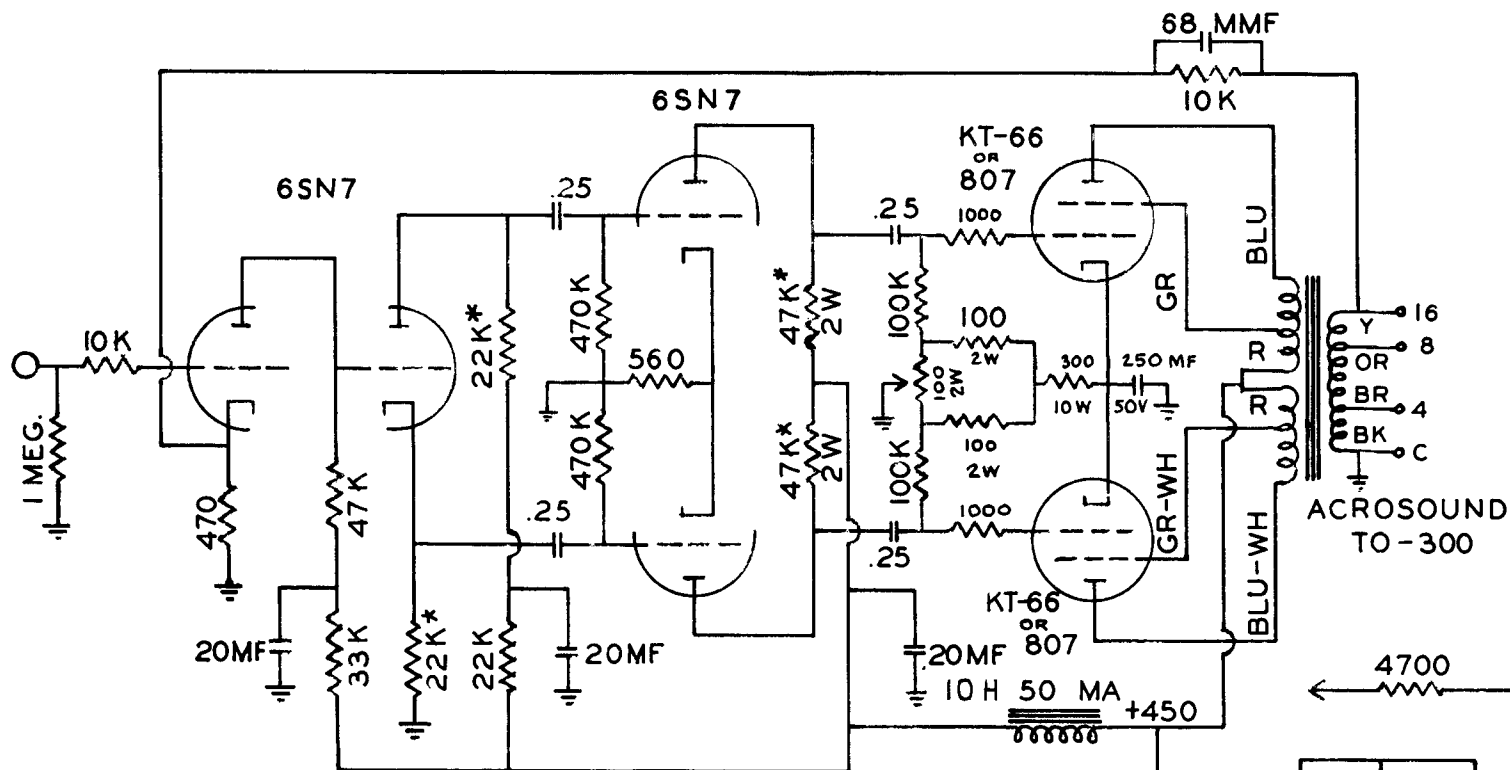 68 MMF
10K
6SN7
KT-66
OR
807
6SN7
.25
.25
1000
BLU
GR
47K*
2W
100K
470K
22K*
10K
100
2W
560
300
10W
250 MF
50V
100
2W
R
R
Y
16
8
OR
BR
4
BK
C
1 MEG.
470
47K
470K
47K*
2W
100K
100
2W
1000
GR-WH
BLU-WH
ACROSOUND
TO-300
.25
.25
KT-66
OR
807
20MF
33K
22K*
22K
20MF
20MF
10H 50 MA
+450
4700